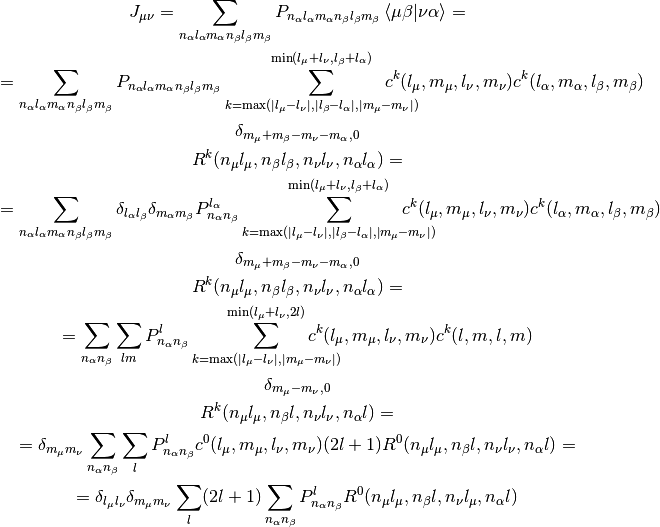 J_{\mu\nu} = \sum_{n_\alpha l_\alpha m_\alpha n_\beta l_\beta m_\beta} P_{n_\alpha l_\alpha m_\alpha n_\beta l_\beta m_\beta} \langle \mu\beta|\nu\alpha \rangle =
= \sum_{n_\alpha l_\alpha m_\alpha n_\beta l_\beta m_\beta} P_{n_\alpha l_\alpha m_\alpha n_\beta l_\beta m_\beta} \sum_{k=\max(|l_\mu-l_\nu|,|l_\beta-l_\alpha|,|m_\mu-m_\nu|)}^{\min(l_\mu+l_\nu,l_\beta+l_\alpha)} c^k(l_\mu, m_\mu, l_\nu, m_\nu) c^k(l_\alpha, m_\alpha, l_\beta, m_\beta)
\delta_{m_\mu+m_\beta-m_\nu-m_\alpha,0}
R^k(n_\mu l_\mu, n_\beta l_\beta, n_\nu l_\nu, n_\alpha l_\alpha) =
= \sum_{n_\alpha l_\alpha m_\alpha n_\beta l_\beta m_\beta} \delta_{l_\alpha l_\beta} \delta_{m_\alpha m_\beta} P^{l_\alpha}_{n_\alpha n_\beta} \sum_{k=\max(|l_\mu-l_\nu|,|l_\beta-l_\alpha|,|m_\mu-m_\nu|)}^{\min(l_\mu+l_\nu,l_\beta+l_\alpha)} c^k(l_\mu, m_\mu, l_\nu, m_\nu) c^k(l_\alpha, m_\alpha, l_\beta, m_\beta)
\delta_{m_\mu+m_\beta-m_\nu-m_\alpha,0}
R^k(n_\mu l_\mu, n_\beta l_\beta, n_\nu l_\nu, n_\alpha l_\alpha) =
= \sum_{n_\alpha n_\beta} \sum_{lm} P^l_{n_\alpha n_\beta} \sum_{k=\max(|l_\mu-l_\nu|,|m_\mu-m_\nu|)}^{\min(l_\mu+l_\nu,2l)} c^k(l_\mu, m_\mu, l_\nu, m_\nu) c^k(l, m, l, m)
\delta_{m_\mu-m_\nu,0}
R^k(n_\mu l_\mu, n_\beta l, n_\nu l_\nu, n_\alpha l) =
= \delta_{m_\mu m_\nu} \sum_{n_\alpha n_\beta} \sum_l P^l_{n_\alpha n_\beta} c^0(l_\mu, m_\mu, l_\nu, m_\nu)(2l + 1) R^0(n_\mu l_\mu, n_\beta l, n_\nu l_\nu, n_\alpha l) =
= \delta_{l_\mu l_\nu} \delta_{m_\mu m_\nu} \sum_l (2l + 1) \sum_{n_\alpha n_\beta} P^l_{n_\alpha n_\beta} R^0(n_\mu l_\mu, n_\beta l, n_\nu l_\mu, n_\alpha l)